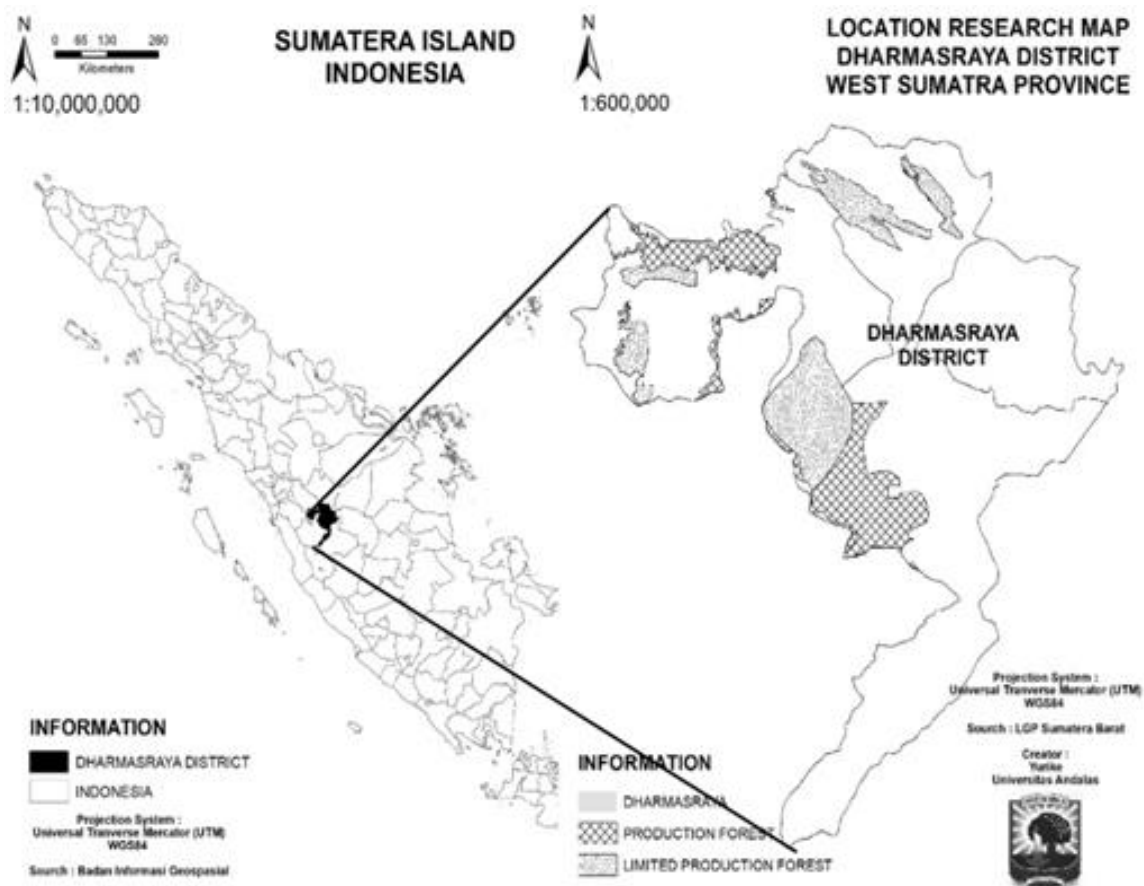 N
0 65 130 260
Kilometers
1:10,000,000
SUMATERA ISLAND
INDONESIA
N
1:600,000
LOCATION RESEARCH MAP
DHARMASRAYA DISTRICT
WEST SUMATRA PROVINCE
DHARMASRAYA
DISTRICT
INFORMATION
DHARMASRAYA DISTRICT
INDONESIA
Projection System :
Universal Tranverse Mercator (UTM)
WGS84
Sourch : Badan Informasi Geospasial
INFORMATION
DHARMASRAYA
PRODUCTION FOREST
LIMITED PRODUCTION FOREST
Projection System :
Universal Tranverse Mercator (UTM)
WGS84
Sourch : LGP Sumatera Barat
Creator :
Universitas Andalas